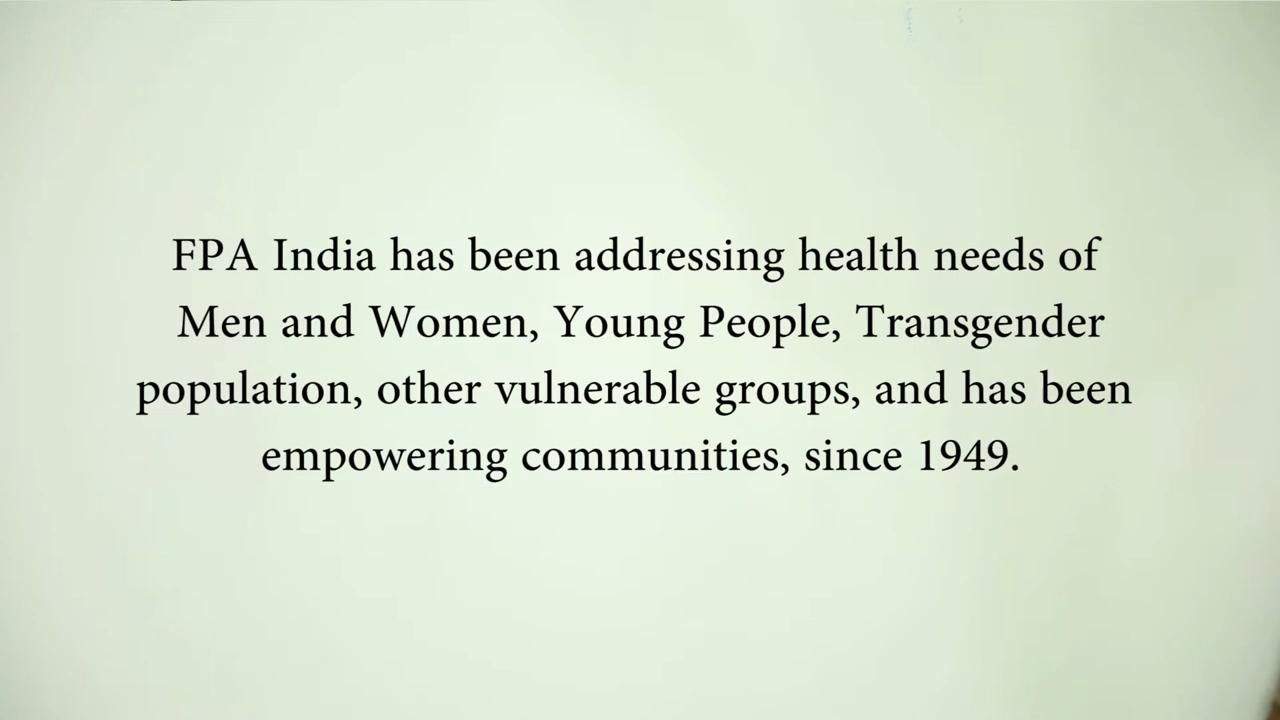 FPA India has been addressing health needs of
Men and Women, Young People, Transgender
population, other vulnerable groups, and has been
empowering communities, since 1949.